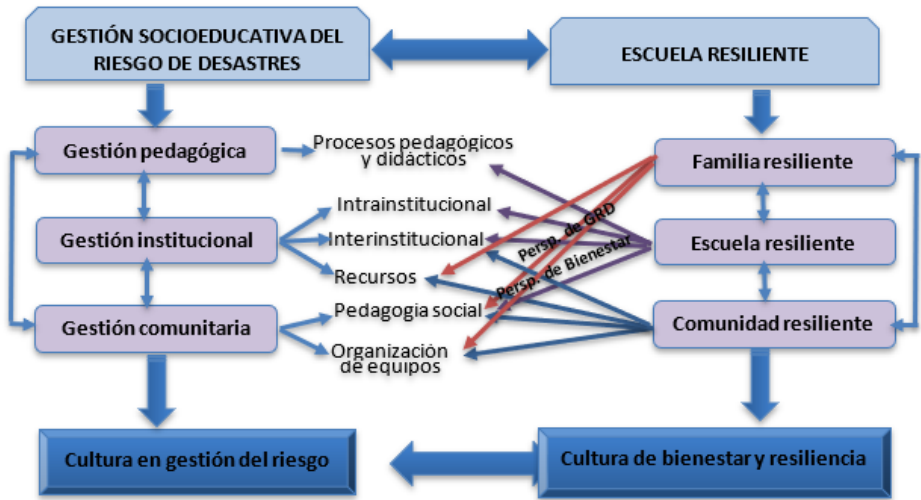 GESTIÓN SOCIOEDUCATIVA DEL
RIESGO DE DESASTRES
ESCUELA RESILIENTE
Gestión pedagógica
Procesos pedagógicos
y didácticos
Familia resiliente
Intrainstitucional
Gestión institucional
Interinstitucional
Persp. de GRD
Escuela resiliente
Recursos
Persp. de Bienestar
Pedagogía social
Gestión comunitaria
Comunidad resiliente
Organización
de equipos
Cultura en gestión del riesgo
Cultura de bienestar y resiliencia